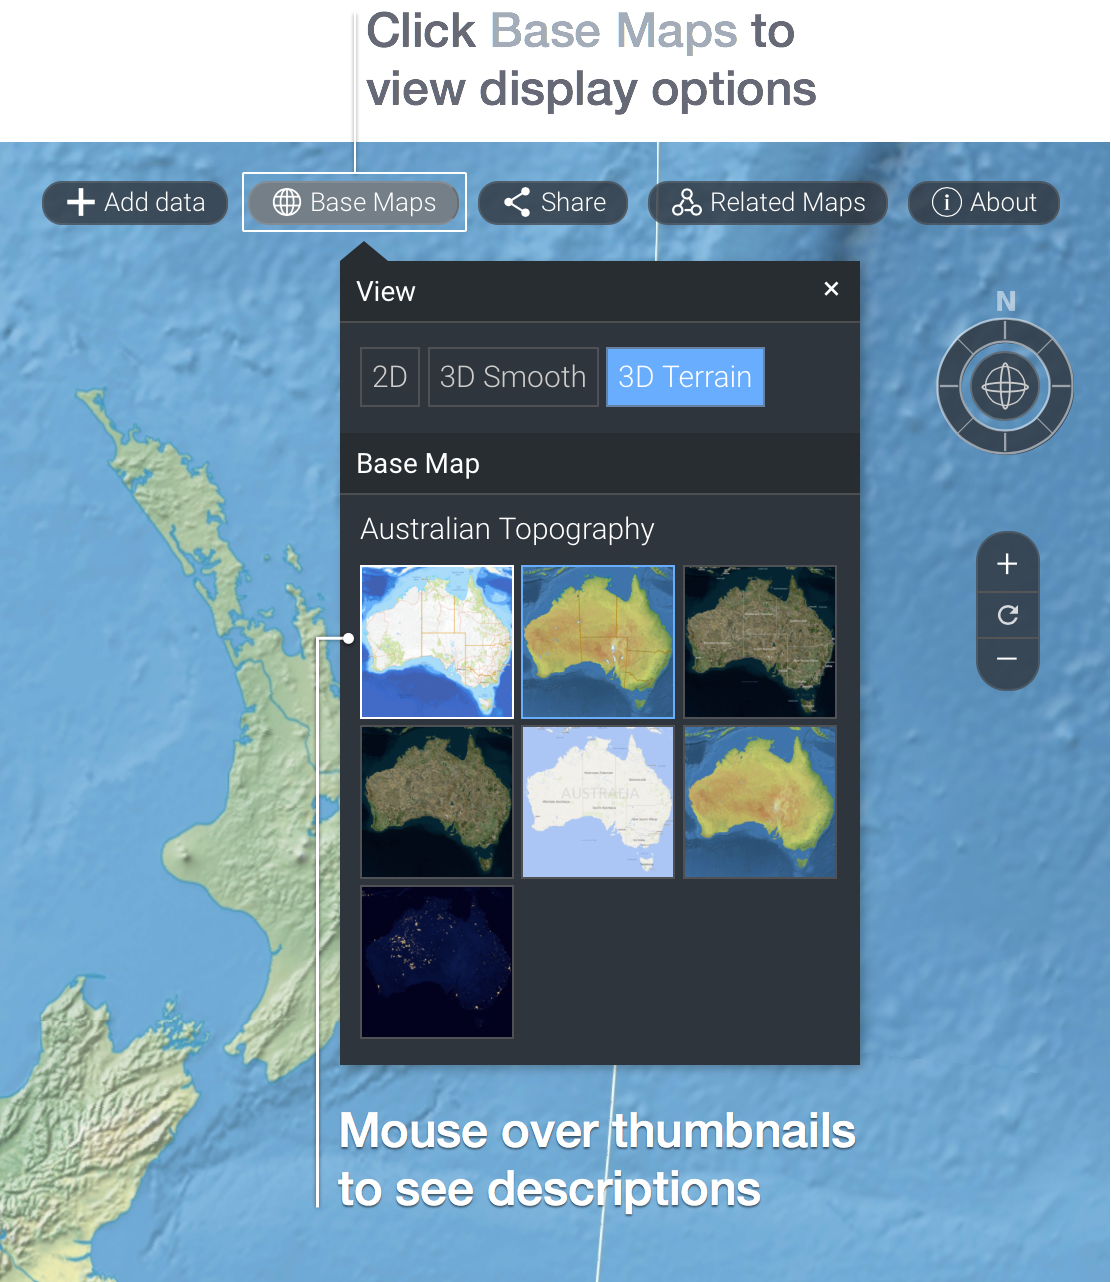 Click Base Maps to
view display options
Add data
Base Maps
Share
Related Maps
About
View
×
N
2D
3D Smooth
3D Terrain
Base Map
Australian Topography
+
−
AUSTRALIA
Mouse over thumbnails
to see descriptions